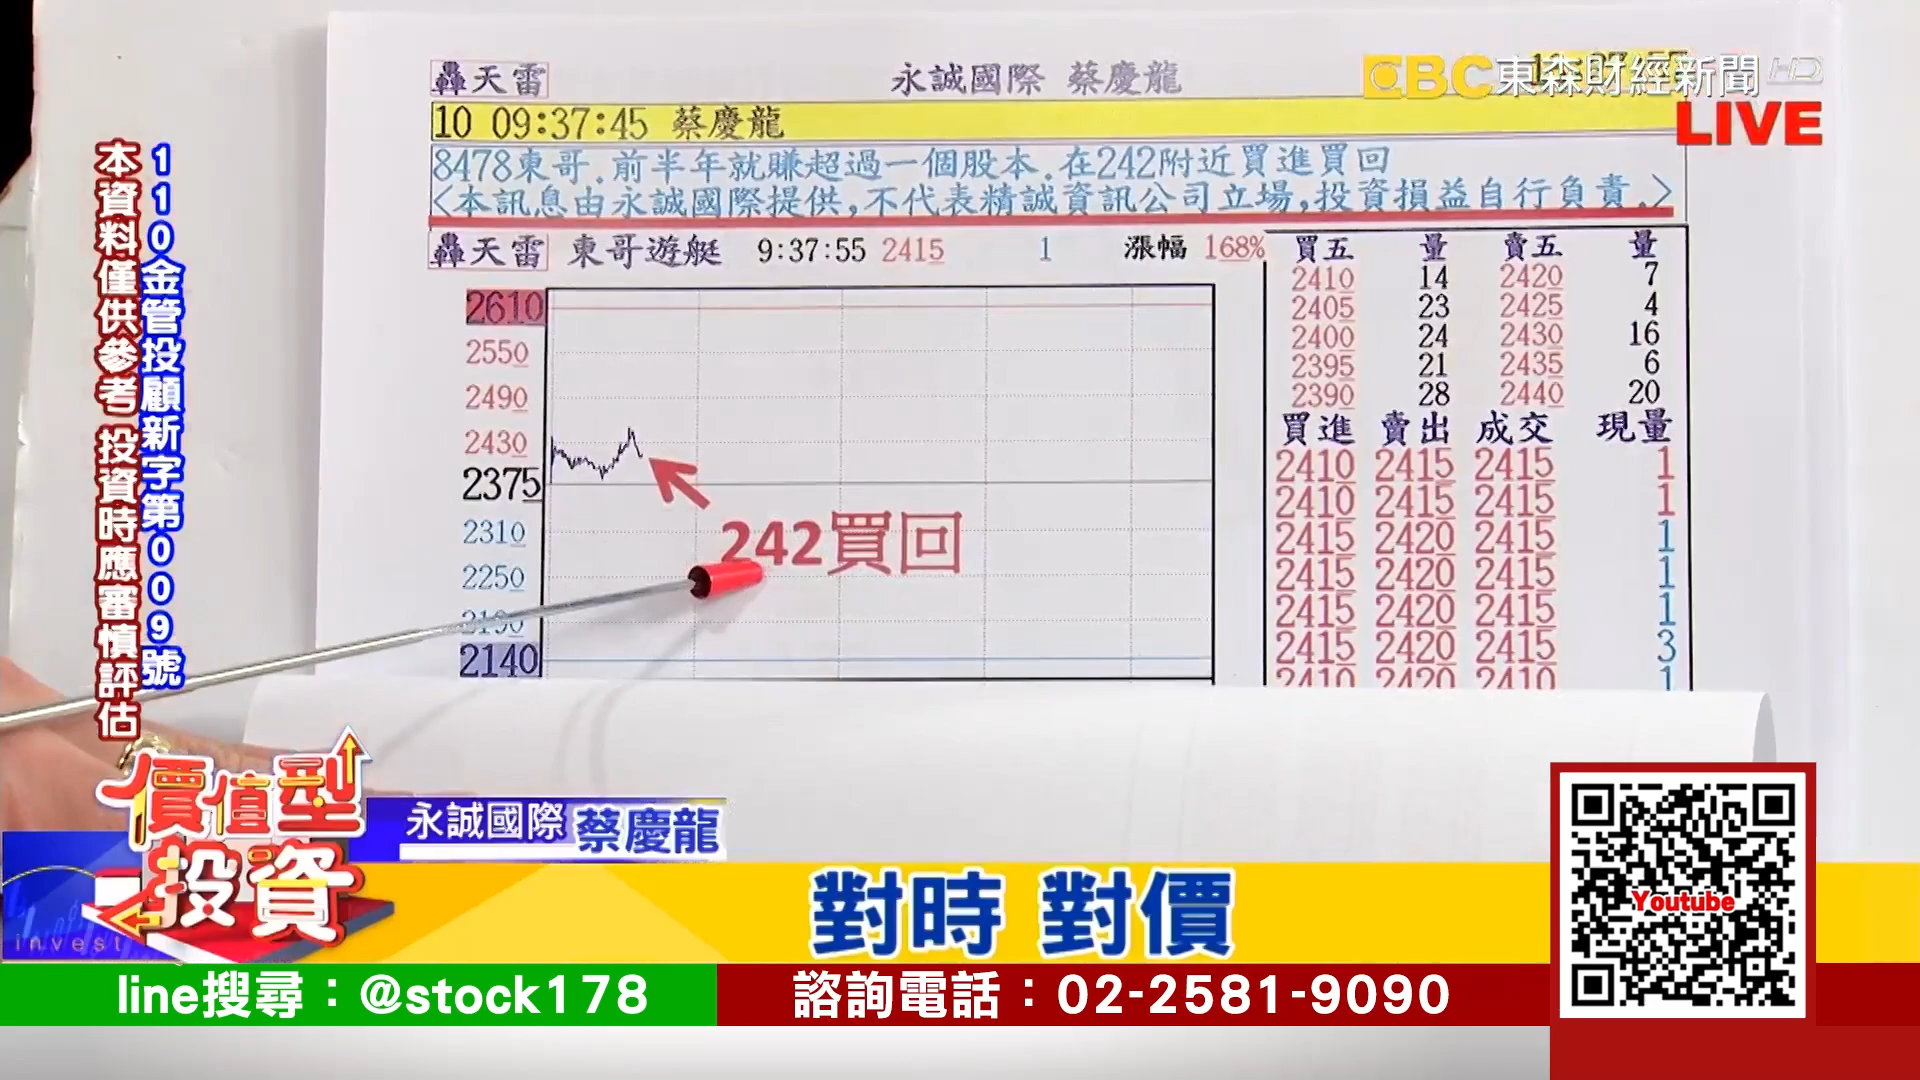 轟天雷 永誠國際 蔡慶龍
EBC 東森財經新聞 HD
LIVE
10 09:37:45 蔡慶龍
8478東哥.前半年就賺超過一個股本.在242附近買進買回
<本訊息由永誠國際提供,不代表精誠資訊公司立場,投資損益自行負責.>
轟天雷 東哥遊艇 9:37:55 2415 1 漲幅 168%
買五 量 賣五 量
2410 14 2420 7
2405 23 2425 4
2400 24 2430 16
2395 21 2435 6
2390 28 2440 20
買進 賣出 成交 現量
2410 2415 2415 1
2410 2415 2415 1
2415 2420 2415 1
2415 2420 2415 1
2415 2420 2415 1
2415 2420 2415 3
2410 2420 2410 1
2610
2550
2490
2430
2375
2310
2250
2190
2140
242買回
110金管投顧新字第009號
本資料僅供參考 投資時應審慎評估
價值型
投資
invest
永誠國際 蔡慶龍
對時 對價
Youtube
line搜尋：@stock178
諮詢電話：02-2581-9090